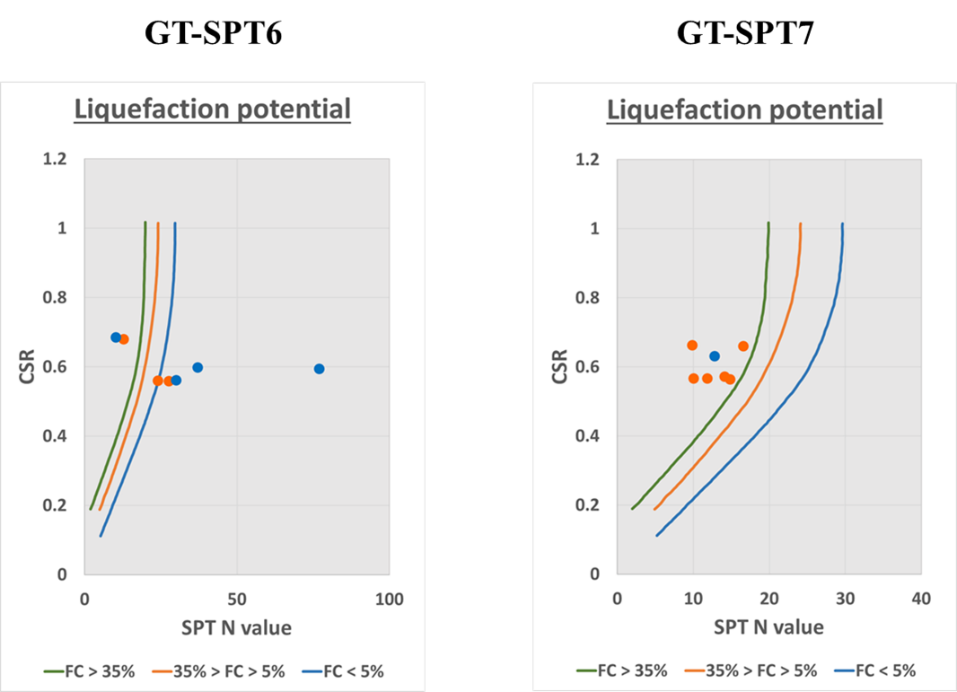 GT-SPT6
GT-SPT7
Liquefaction potential
1.2
1
0.8
0.6
0.4
0.2
0
CSR
0 50 100
SPT N value
FC > 35% 35% > FC > 5% FC < 5%
Liquefaction potential
1.2
1
0.8
0.6
0.4
0.2
0
CSR
0 10 20 30 40
SPT N value
FC > 35% 35% > FC > 5% FC < 5%